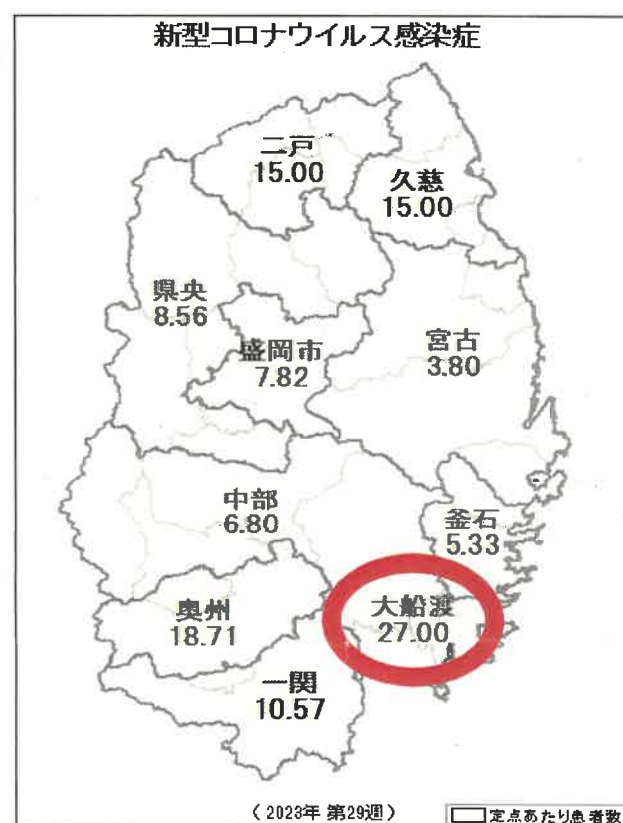 新型コロナウイルス感染症
二戸
15.00
久慈
15.00
県央
8.56
盛岡市
7.82
宮古
3.80
中部
6.80
釜石
5.33
奥州
18.71
大船渡
27.00
一関
10.57
（2023年 第29週）
定点あたり患者数